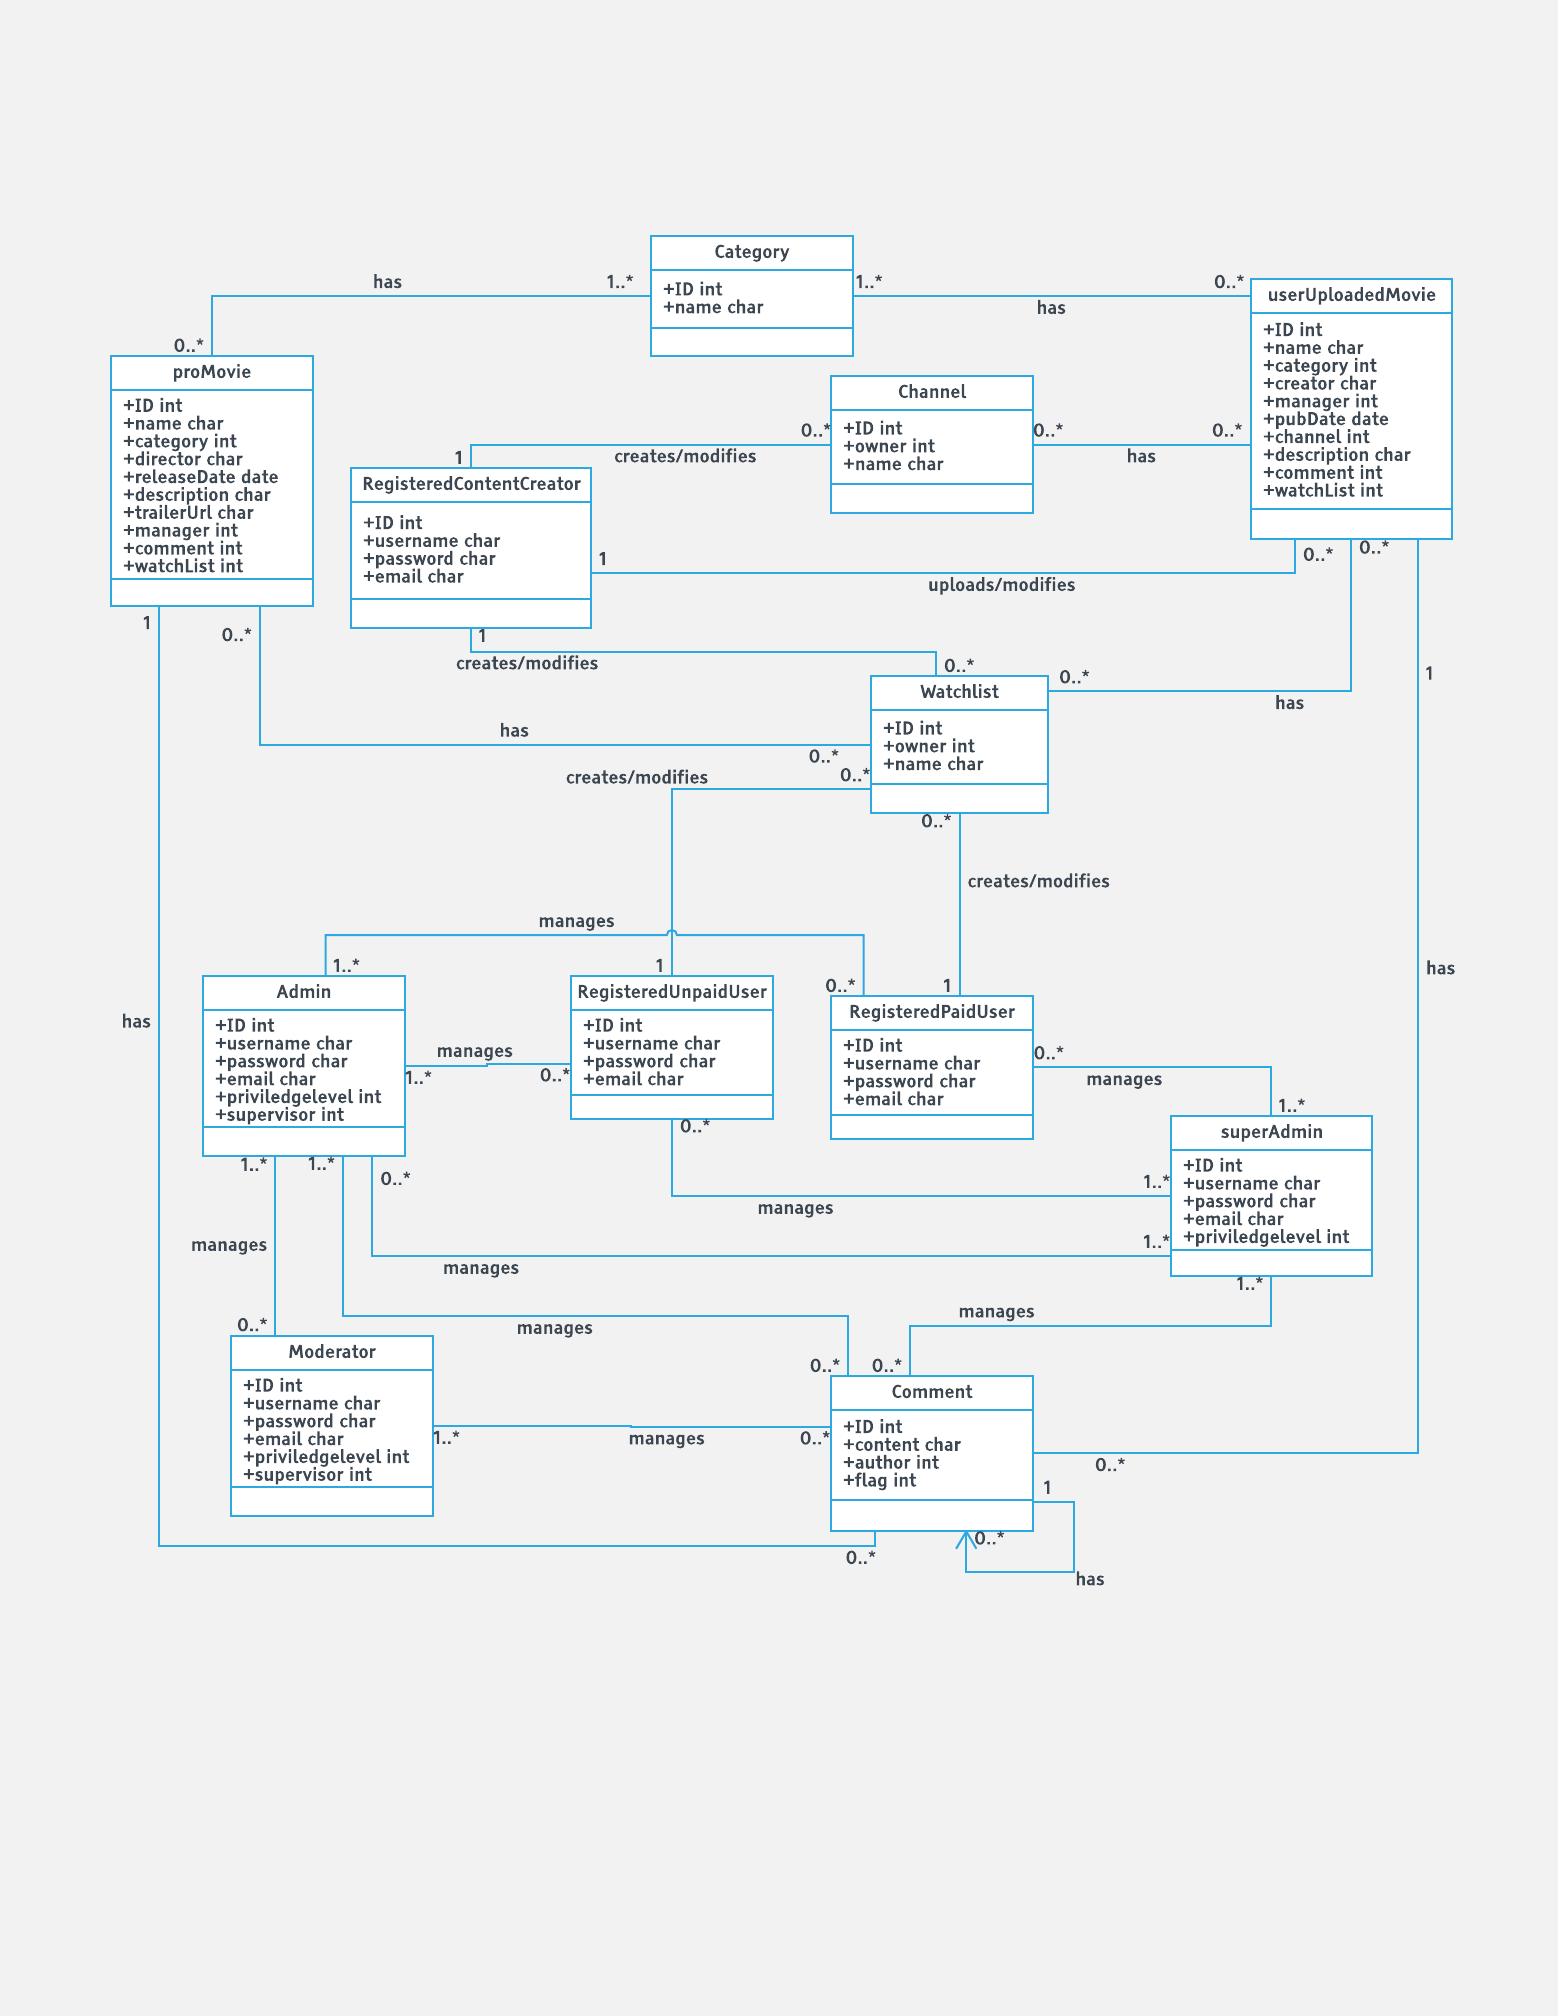 Category
+ID int
+name char
has
1..*
0..*
1..*
has
0..*
userUploadedMovie
+ID int
+name char
+category int
+creator char
+manager int
+pubDate date
+channel int
+description char
+comment int
+watchList int
proMovie
+ID int
+name char
+category int
+director char
+releaseDate date
+description char
+trailerUrl char
+manager int
+comment int
+watchList int
Channel
+ID int
+owner int
+name char
0..*
creates/modifies
1
0..*
has
0..*
RegisteredContentCreator
+ID int
+username char
+password char
+email char
1
uploads/modifies
0..*
0..*
1
0..*
1
creates/modifies
0..*
0..*
has
1
Watchlist
+ID int
+owner int
+name char
has
0..*
creates/modifies
0..*
0..*
creates/modifies
manages
1..*
1
0..*
1
has
has
Admin
+ID int
+username char
+password char
+email char
+priviledgelevel int
+supervisor int
manages
1..*
0..*
RegisteredUnpaidUser
+ID int
+username char
+password char
+email char
RegisteredPaidUser
+ID int
+username char
+password char
+email char
0..*
manages
1..*
0..*
superAdmin
+ID int
+username char
+password char
+email char
+priviledgelevel int
1..*
1..*
0..*
1..*
manages
manages
1..*
manages
1..*
manages
manages
0..*
0..*
0..*
Moderator
+ID int
+username char
+password char
+email char
+priviledgelevel int
+supervisor int
1..*
manages
0..*
Comment
+ID int
+content char
+author int
+flag int
0..*
1
0..*
has
0..*